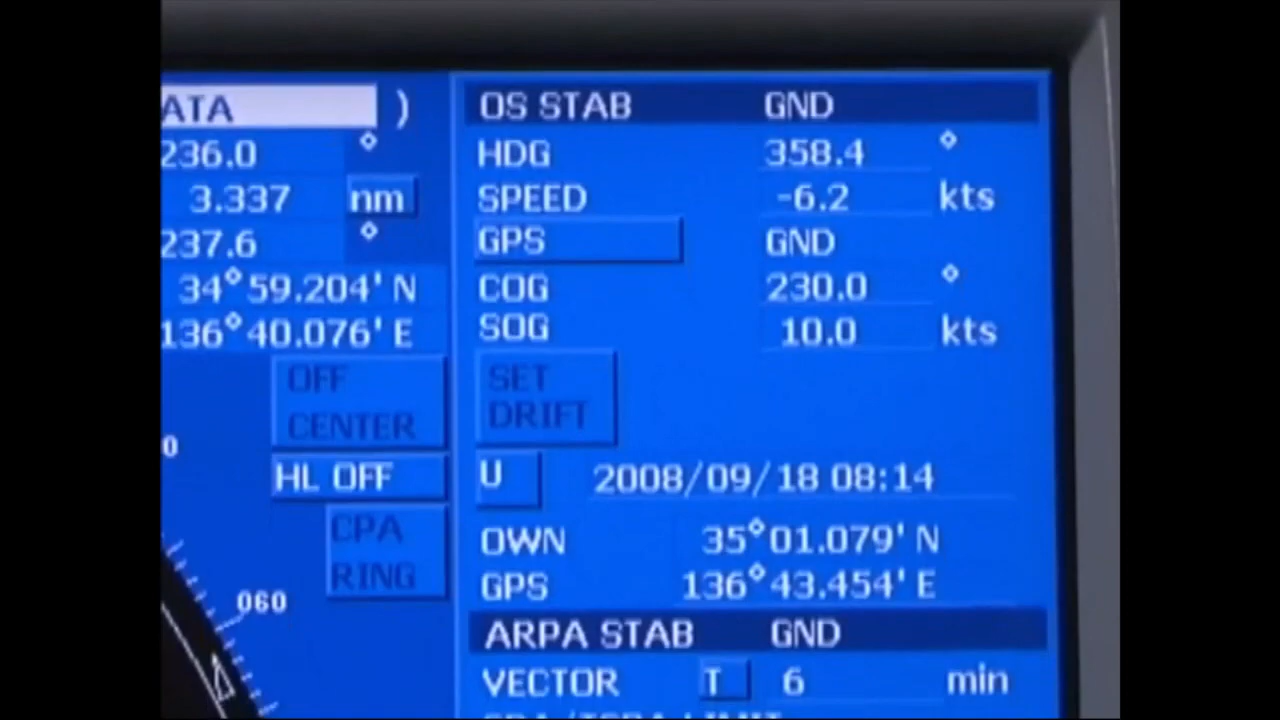 ATA )
236.0 °
3.337 nm
237.6 °
34°59.204' N
136°40.076' E
OFF
CENTER
HL OFF
CPA
RING
0
060
OS STAB GND
HDG 358.4 °
SPEED -6.2 kts
GPS GND
COG 230.0 °
SOG 10.0 kts
SET
DRIFT
U 2008/09/18 08:14
OWN 35°01.079' N
GPS 136°43.454' E
ARPA STAB GND
VECTOR T 6 min